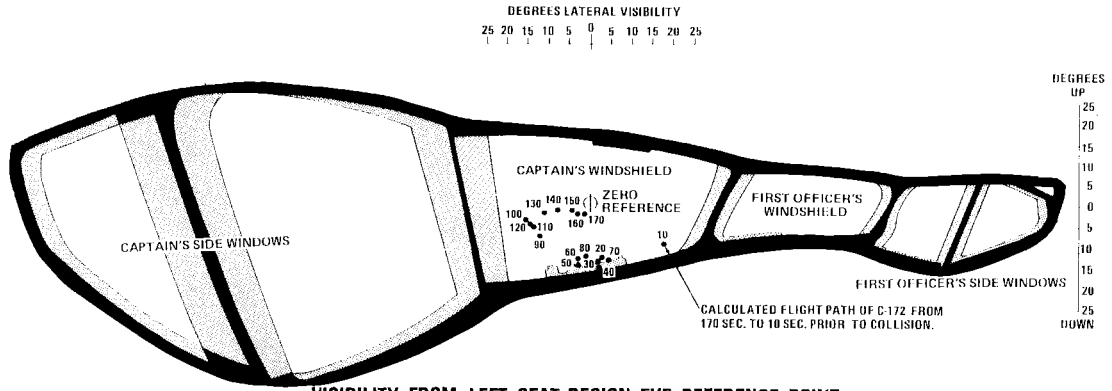 DEGREES LATERAL VISIBILITY
25 20 15 10 5 0 5 10 15 20 25
DEGREES
UP
25
20
15
10
5
0
5
10
15
20
25
DOWN
CAPTAIN'S WINDSHIELD
ZERO
REFERENCE
130 140 150
100 160 170
120 110
90
60 80 20 70
50 30 40
10
FIRST OFFICER'S
WINDSHIELD
CAPTAIN'S SIDE WINDOWS
FIRST OFFICER'S SIDE WINDOWS
CALCULATED FLIGHT PATH OF C-172 FROM
170 SEC. TO 10 SEC. PRIOR TO COLLISION.
VISIBILITY FROM LEFT SEAT DESIGN EYE REFERENCE POINT